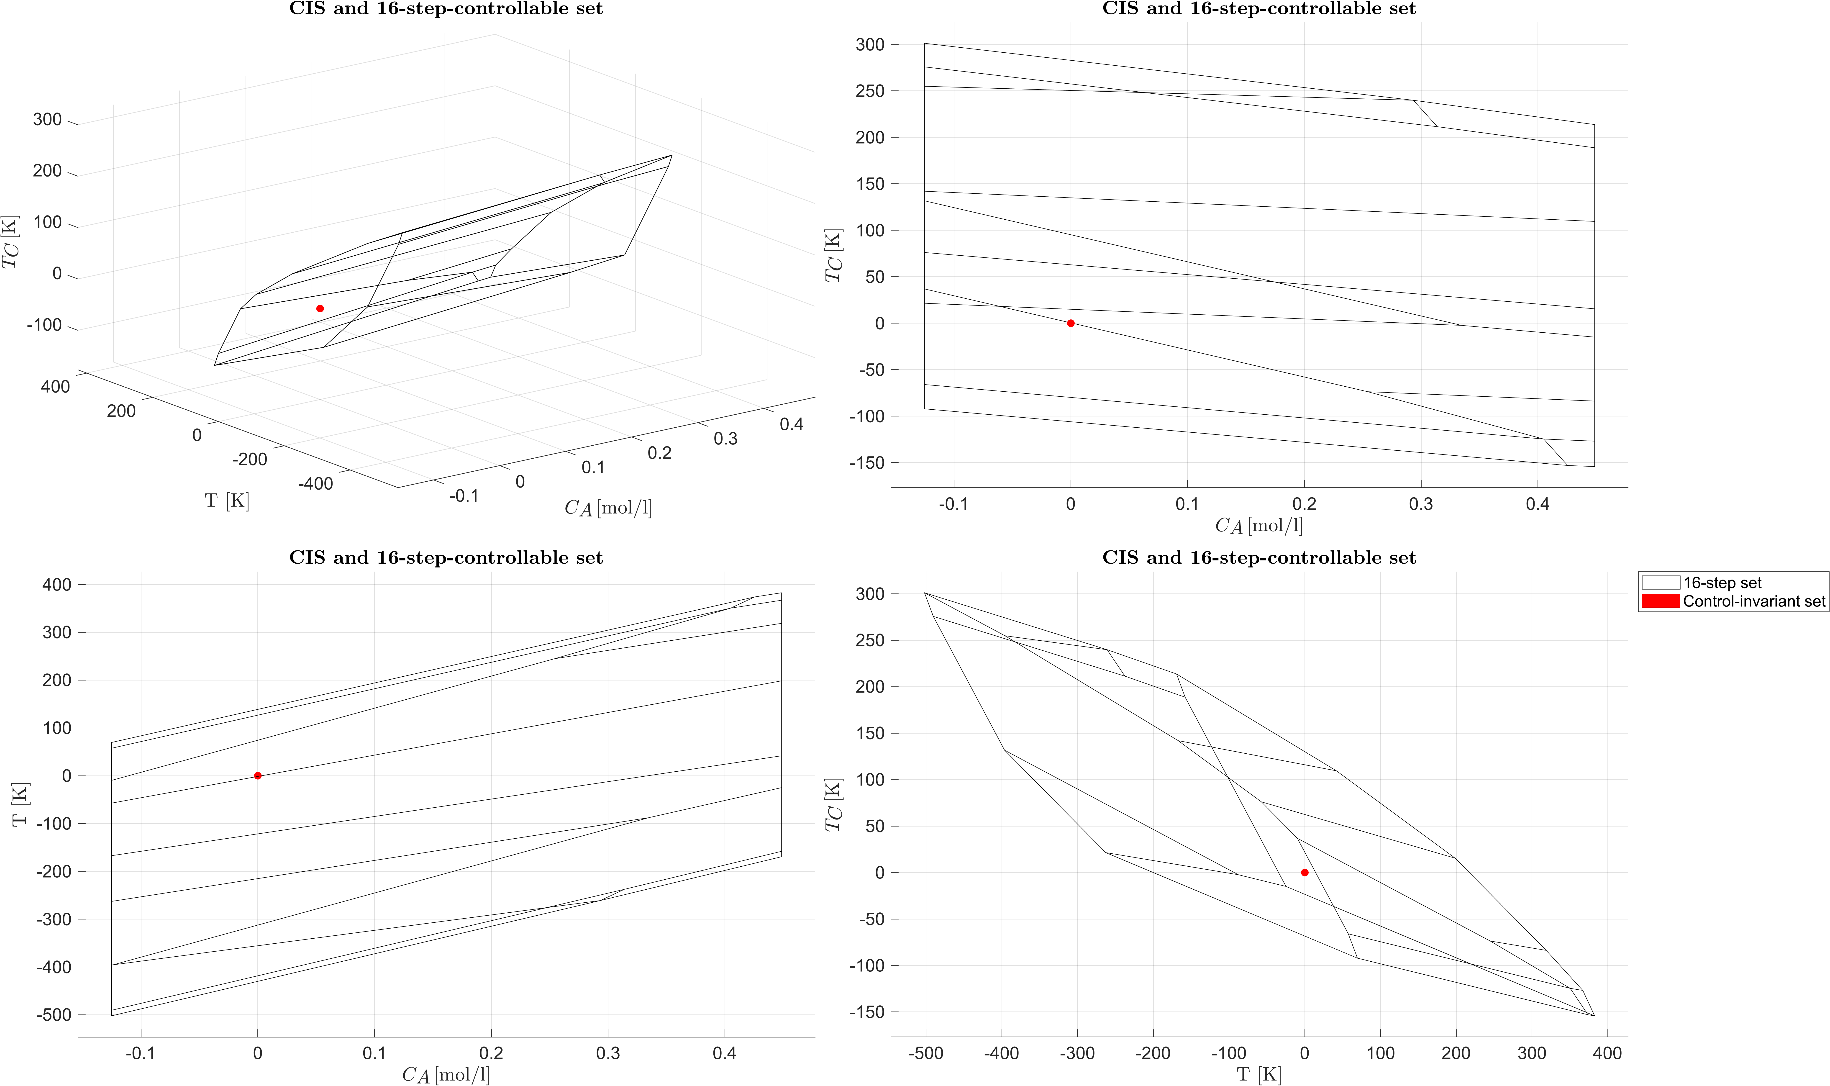 CIS and 16-step-controllable set
300
200
100
0
-100
TC [K]
400
200
0
-200
-400
T [K]
-0.1
0
0.1
0.2
0.3
0.4
CA [mol/l]
CIS and 16-step-controllable set
300
250
200
150
100
50
0
-50
-100
-150
TC [K]
-0.1 0 0.1 0.2 0.3 0.4
CA [mol/l]
CIS and 16-step-controllable set
400
300
200
100
0
-100
-200
-300
-400
-500
T [K]
-0.1 0 0.1 0.2 0.3 0.4
CA [mol/l]
CIS and 16-step-controllable set
300
250
200
150
100
50
0
-50
-100
-150
TC [K]
-500 -400 -300 -200 -100 0 100 200 300 400
T [K]
16-step set
Control-invariant set